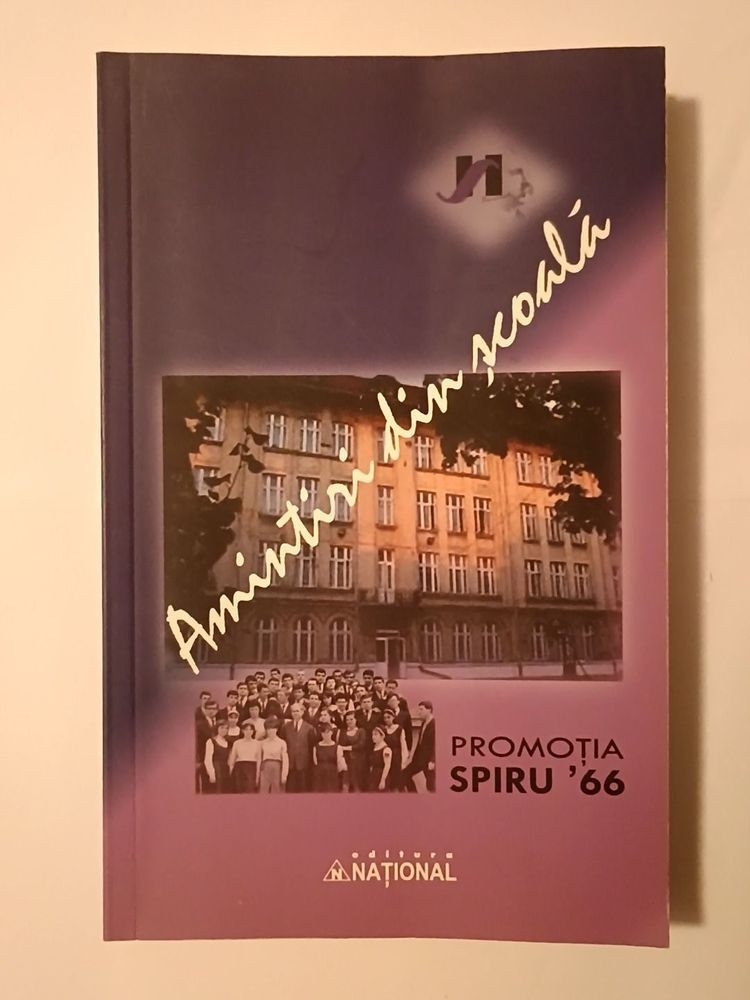 Amintiri din școală
PROMOȚIA
SPIRU '66
editura
NAȚIONAL